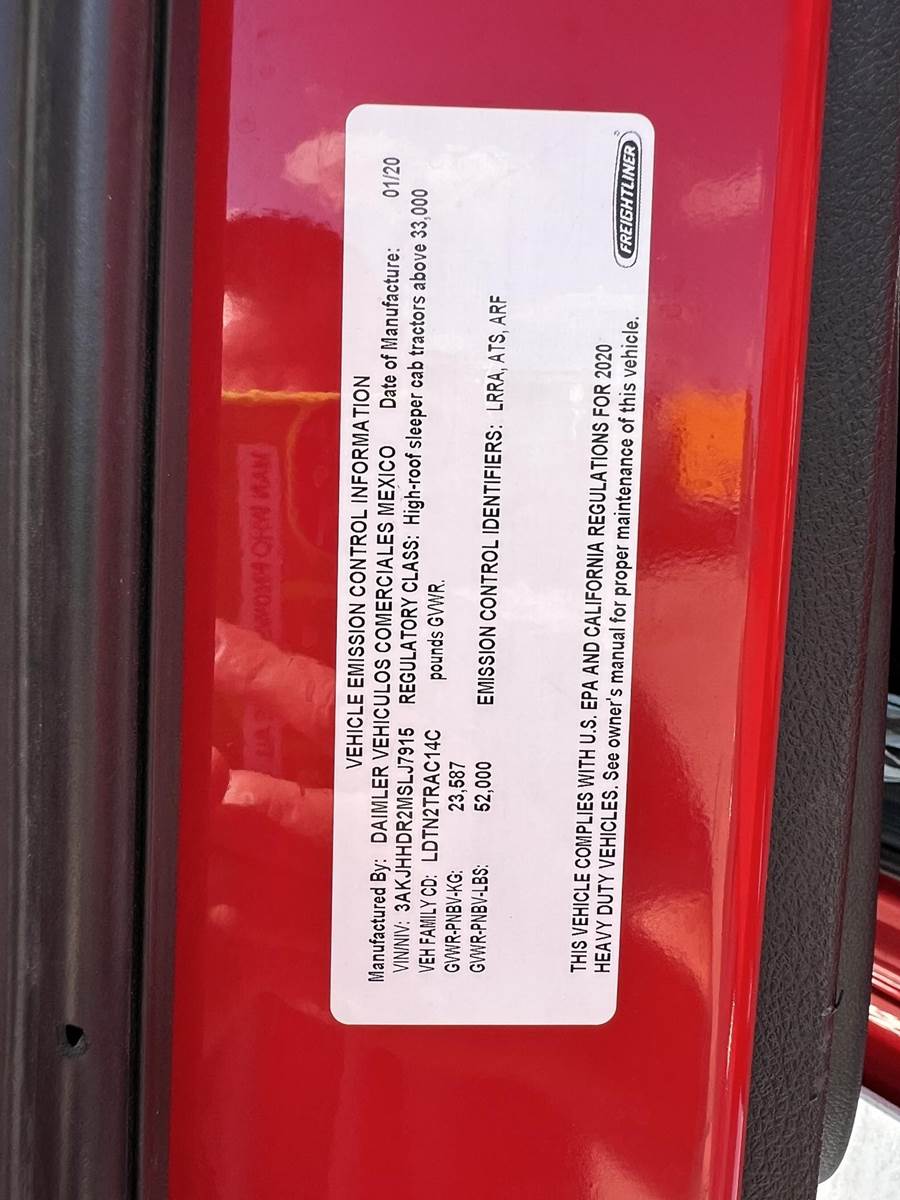 VEHICLE EMISSION CONTROL INFORMATION
Manufactured By: DAIMLER VEHICULOS COMERCIALES MEXICO Date of Manufacture: 01/20
VIN/NIV: 3AKJHHDR2MSLJ7915 REGULATORY CLASS: High-roof sleeper cab tractors above 33,000
VEH FAMILY CD: LDTN2TRAC14C pounds GVWR.
GVWR-PNBV-KG: 23,587
GVWR-PNBV-LBS: 52,000 EMISSION CONTROL IDENTIFIERS: LRRA, ATS, ARF
THIS VEHICLE COMPLIES WITH U.S. EPA AND CALIFORNIA REGULATIONS FOR 2020
HEAVY DUTY VEHICLES. See owner's manual for proper maintenance of this vehicle.
FREIGHTLINER